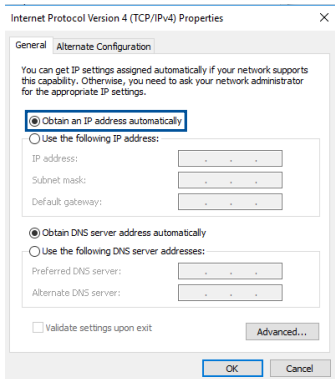 Internet Protocol Version 4 (TCP/IPv4) Properties
General
Alternate Configuration
You can get IP settings assigned automatically if your network supports
this capability. Otherwise, you need to ask your network administrator
for the appropriate IP settings.
Obtain an IP address automatically
Use the following IP address:
IP address:
Subnet mask:
Default gateway:
Obtain DNS server address automatically
Use the following DNS server addresses:
Preferred DNS server:
Alternate DNS server:
Validate settings upon exit
Advanced...
OK
Cancel